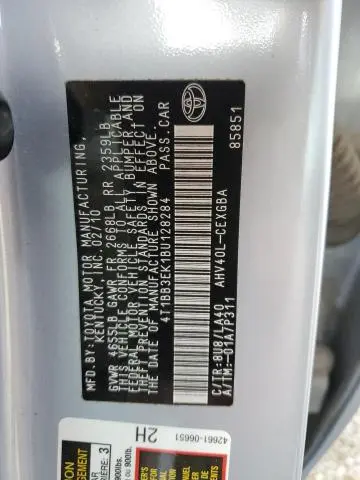 MFD.BY:TOYOTA MOTOR MANUFACTURING,
KENTUCKY, INC. 02/10
GVWR 4655LB GAWR FR 2668LB RR 2359LB
THIS VEHICLE CONFORMS TO ALL APPLICABLE
FEDERAL MOTOR VEHICLE SAFETY, BUMPER, AND
THEFT PREVENTION STANDARDS IN EFFECT ON
THE DATE OF MANUFACTURE SHOWN ABOVE.
4T1BB3EK1BU128284 PASS.CAR
C/TR:8U8/LA40 AHV40L-CEXGBA
A/TM:-01A/P311 85851
42661-06651
2H